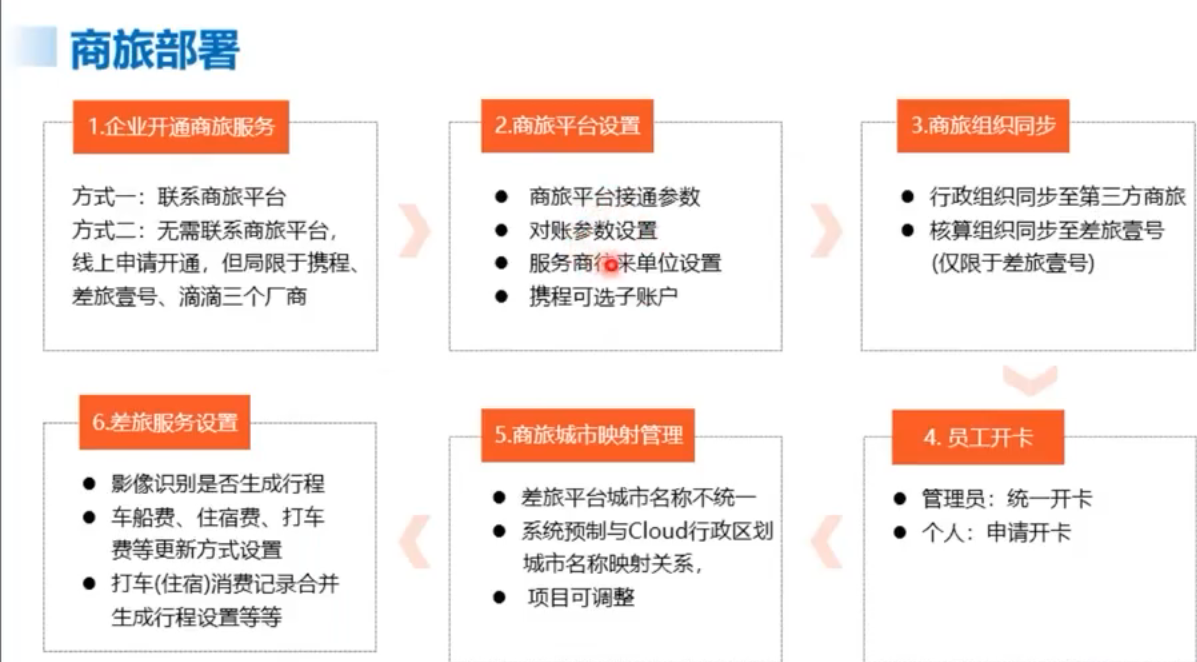 商旅部署
1.企业开通商旅服务
方式一：联系商旅平台
方式二：无需联系商旅平台，
线上申请开通，但局限于携程、
差旅壹号、滴滴三个厂商
2.商旅平台设置
● 商旅平台接通参数
● 对账参数设置
● 服务商往来单位设置
● 携程可选子账户
3.商旅组织同步
● 行政组织同步至第三方商旅
● 核算组织同步至差旅壹号
(仅限于差旅壹号)
4. 员工开卡
● 管理员：统一开卡
● 个人：申请开卡
5.商旅城市映射管理
● 差旅平台城市名称不统一
● 系统预制与Cloud行政区划
城市名称映射关系，
● 项目可调整
6.差旅服务设置
● 影像识别是否生成行程
● 车船费、住宿费、打车
费等更新方式设置
● 打车(住宿)消费记录合并
生成行程设置等等